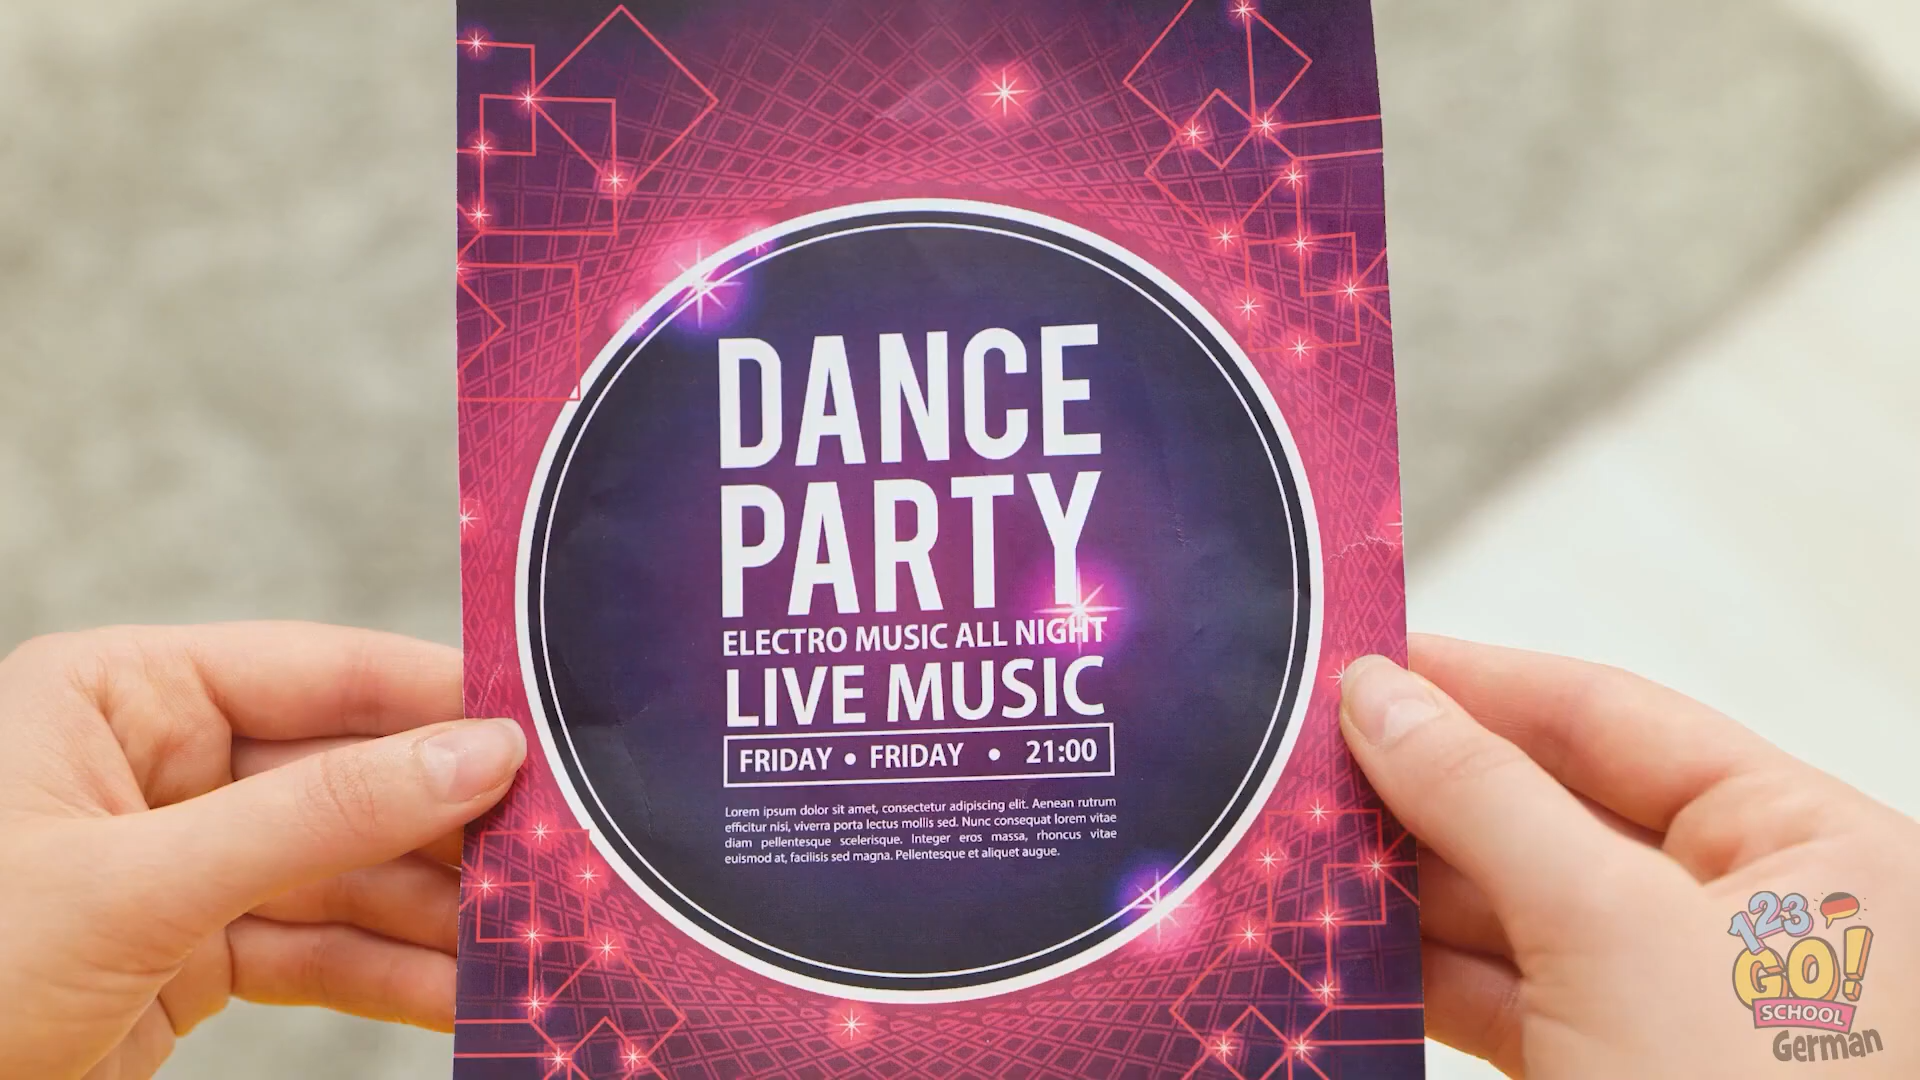 DANCE
PARTY
ELECTRO MUSIC ALL NIGHT
LIVE MUSIC
FRIDAY • FRIDAY • 21:00
Lorem ipsum dolor sit amet, consectetur adipiscing elit. Aenean rutrum
efficitur nisi, viverra porta lectus mollis sed. Nunc consequat lorem vitae
diam pellentesque scelerisque. Integer eros massa, rhoncus vitae
euismod at, facilisis sed magna. Pellentesque et aliquet augue.
123
GO!
SCHOOL
German